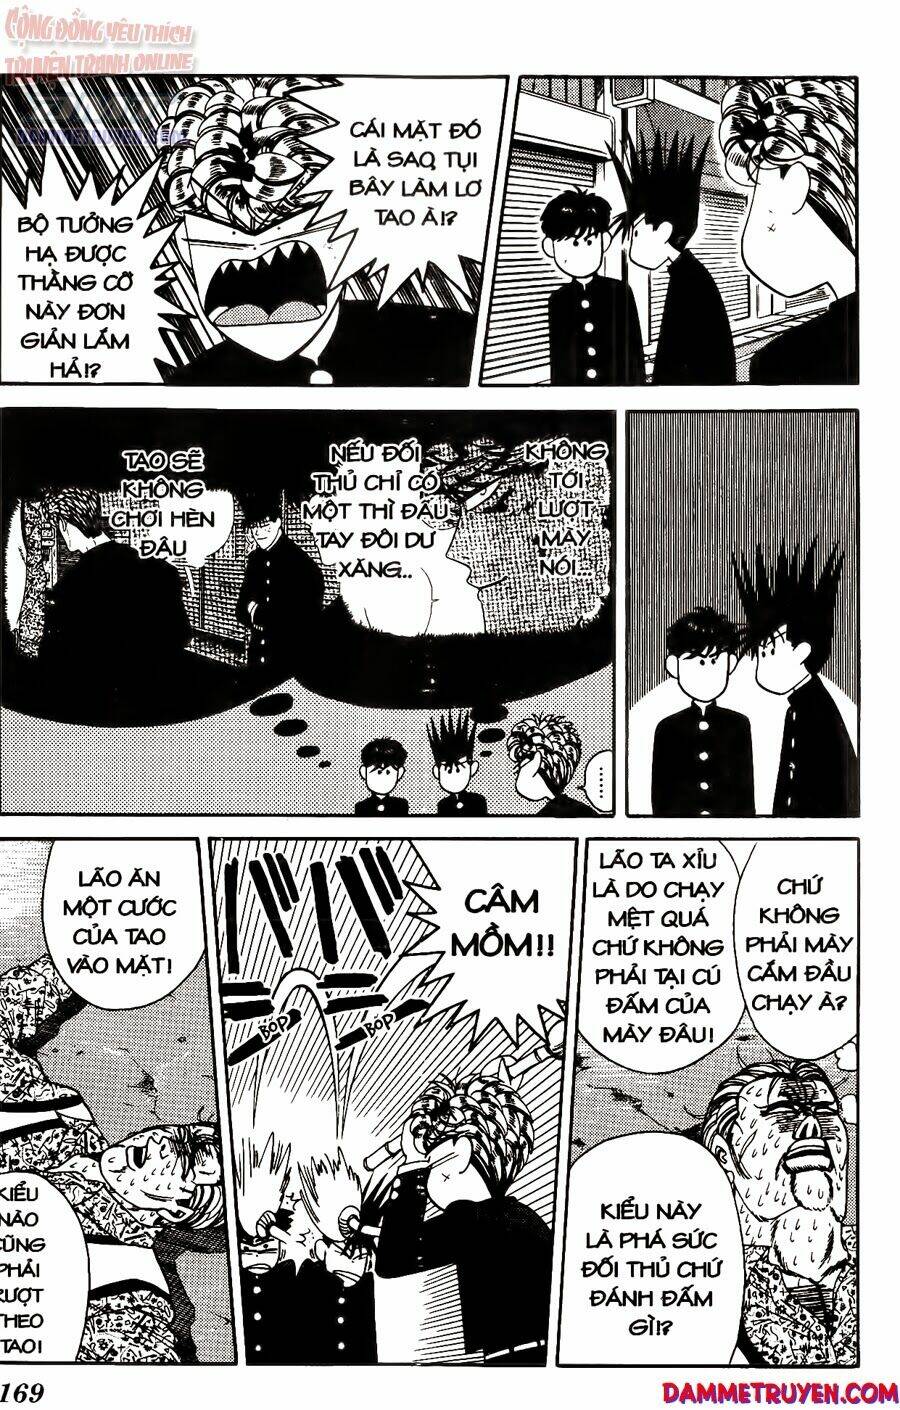 CỘNG ĐỒNG YÊU THÍCH
TRUYỆN TRANH ONLINE
CÁI MẶT ĐÓ
LÀ SAO, TỤI
BÂY LÀM LƠ
TAO À!?
BỘ TƯỞNG
HẠ ĐƯỢC
THẰNG CỠ
NÀY ĐƠN
GIẢN LẮM
HẢ!?
KHÔNG
TỚI
LƯỢT
MÀY
NÓI...
NẾU ĐỐI
THỦ CHỈ CÓ
MỘT THÌ ĐẤU
TAY ĐÔI DƯ
XĂNG...
TAO SẼ
KHÔNG
CHƠI HÈN
ĐÂU
CHỨ
KHÔNG
PHẢI MÀY
CẮM ĐẦU
CHẠY À?
LÃO TA XỈU
LÀ DO CHẠY
MỆT QUÁ
CHỨ KHÔNG
PHẢI TẠI CÚ
ĐẤM CỦA
MÀY ĐÂU!
KIỂU NÀY
LÀ PHÁ SỨC
ĐỐI THỦ CHỨ
ĐÁNH ĐẤM
GÌ!?
CÂM
MỒM!!
BỐP
BỐP
LÃO ĂN
MỘT CƯỚC
CỦA TAO
VÀO MẶT!
KIỂU
NÀO
CŨNG
PHẢI
RƯỢT
THEO
TAO!
169
DAMMETRUYEN.COM